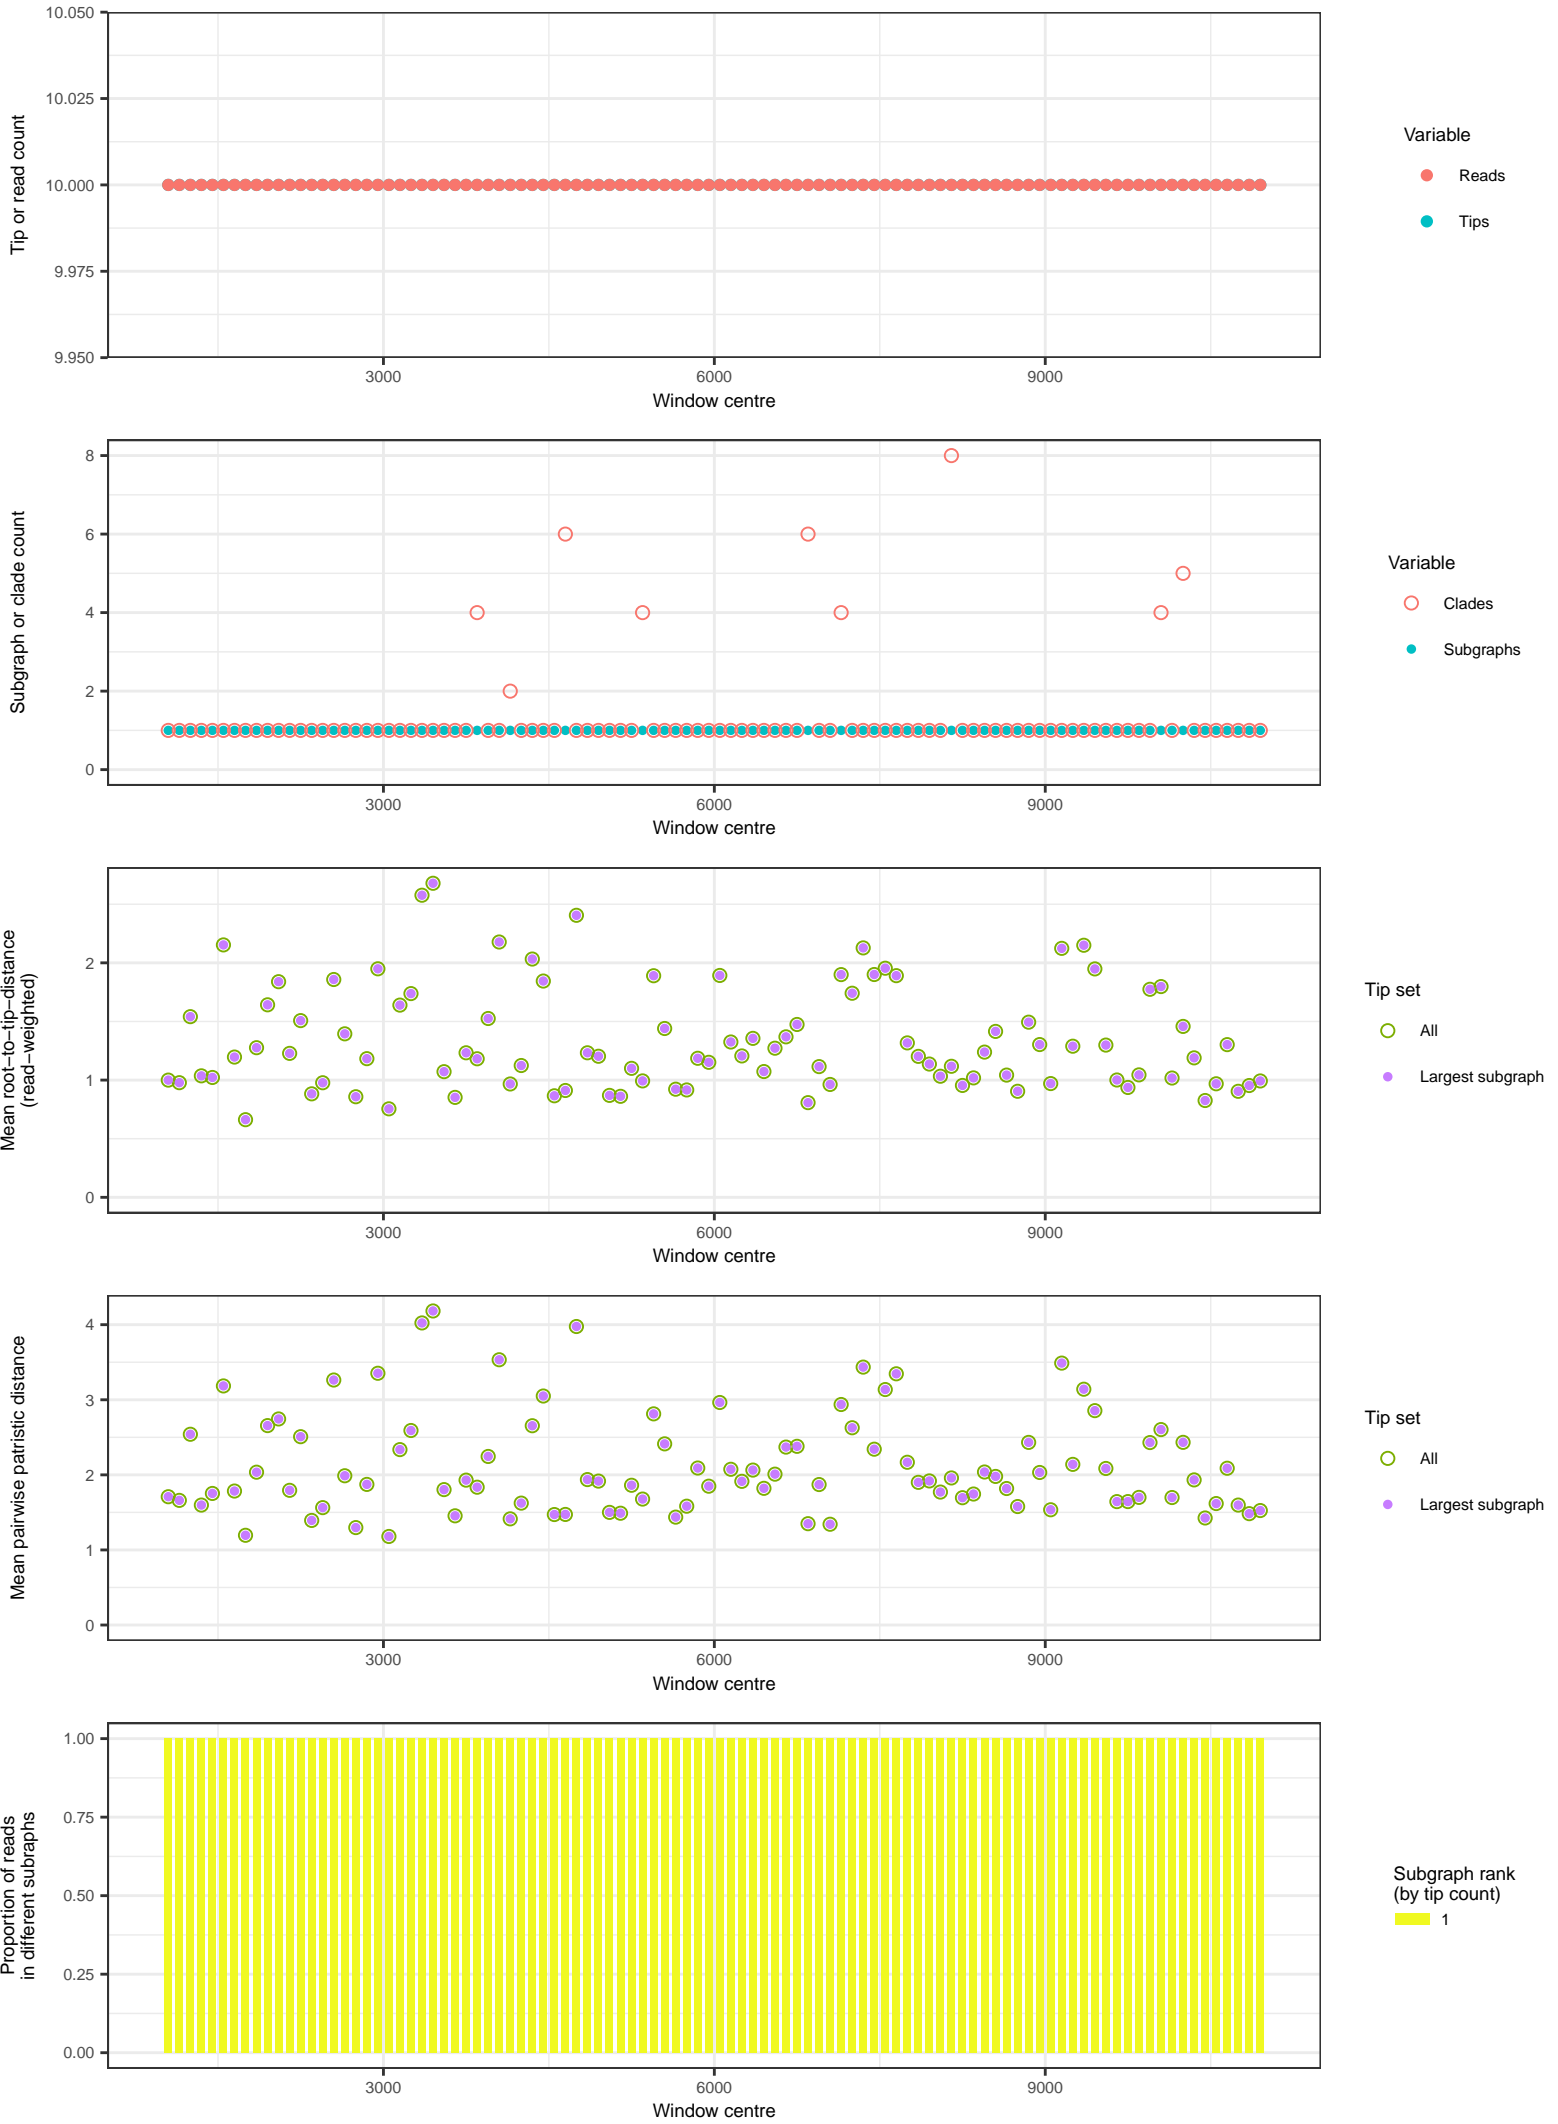 10.050
10.025
10.000
9.975
9.950
Tip or read count
3000
6000
9000
Window centre
Variable
Reads
Tips
8
6
4
2
0
Subgraph or clade count
3000
6000
9000
Window centre
Variable
Clades
Subgraphs
2
1
0
Mean root−to−tip−distance
(read−weighted)
3000
6000
9000
Window centre
Tip set
All
Largest subgraph
4
3
2
1
0
Mean pairwise patristic distance
3000
6000
9000
Window centre
Tip set
All
Largest subgraph
1.00
0.75
0.50
0.25
0.00
Proportion of reads
in different subraphs
3000
6000
9000
Window centre
Subgraph rank
(by tip count)
1